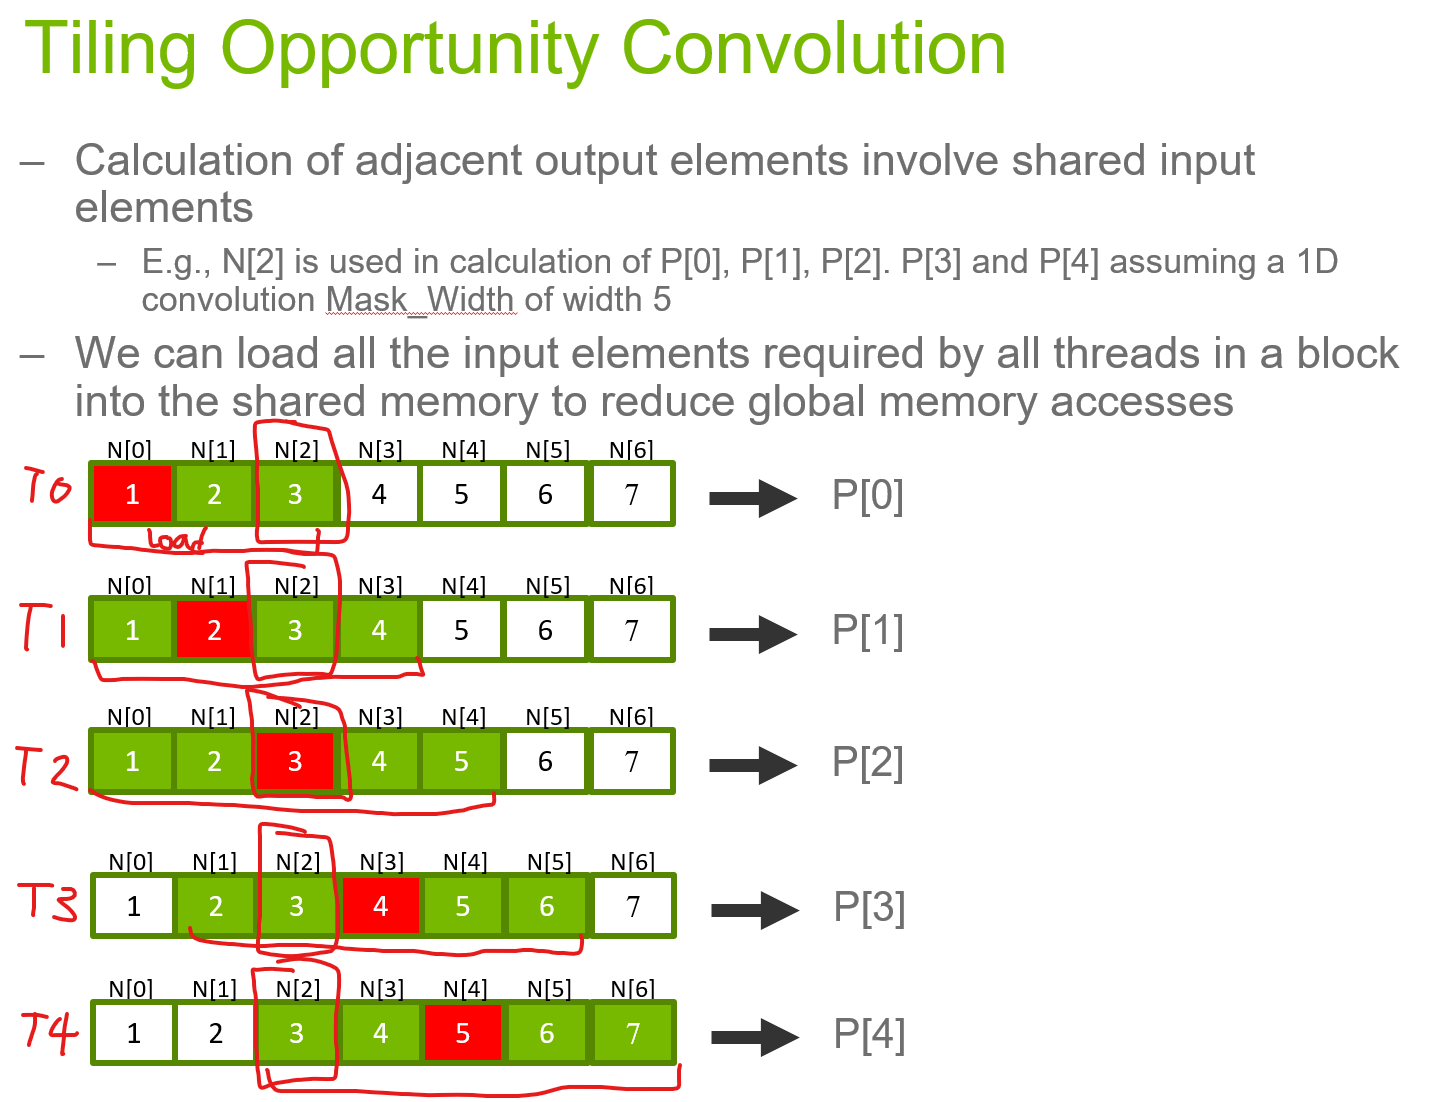 Tiling Opportunity Convolution
– Calculation of adjacent output elements involve shared input
elements
– E.g., N[2] is used in calculation of P[0], P[1], P[2]. P[3] and P[4] assuming a 1D
convolution Mask_Width of width 5
– We can load all the input elements required by all threads in a block
into the shared memory to reduce global memory accesses
N[0] N[1] N[2] N[3] N[4] N[5] N[6]
T0 1 2 3 4 5 6 7 P[0]
load
N[0] N[1] N[2] N[3] N[4] N[5] N[6]
T1 1 2 3 4 5 6 7 P[1]
N[0] N[1] N[2] N[3] N[4] N[5] N[6]
T2 1 2 3 4 5 6 7 P[2]
N[0] N[1] N[2] N[3] N[4] N[5] N[6]
T3 1 2 3 4 5 6 7 P[3]
N[0] N[1] N[2] N[3] N[4] N[5] N[6]
T4 1 2 3 4 5 6 7 P[4]